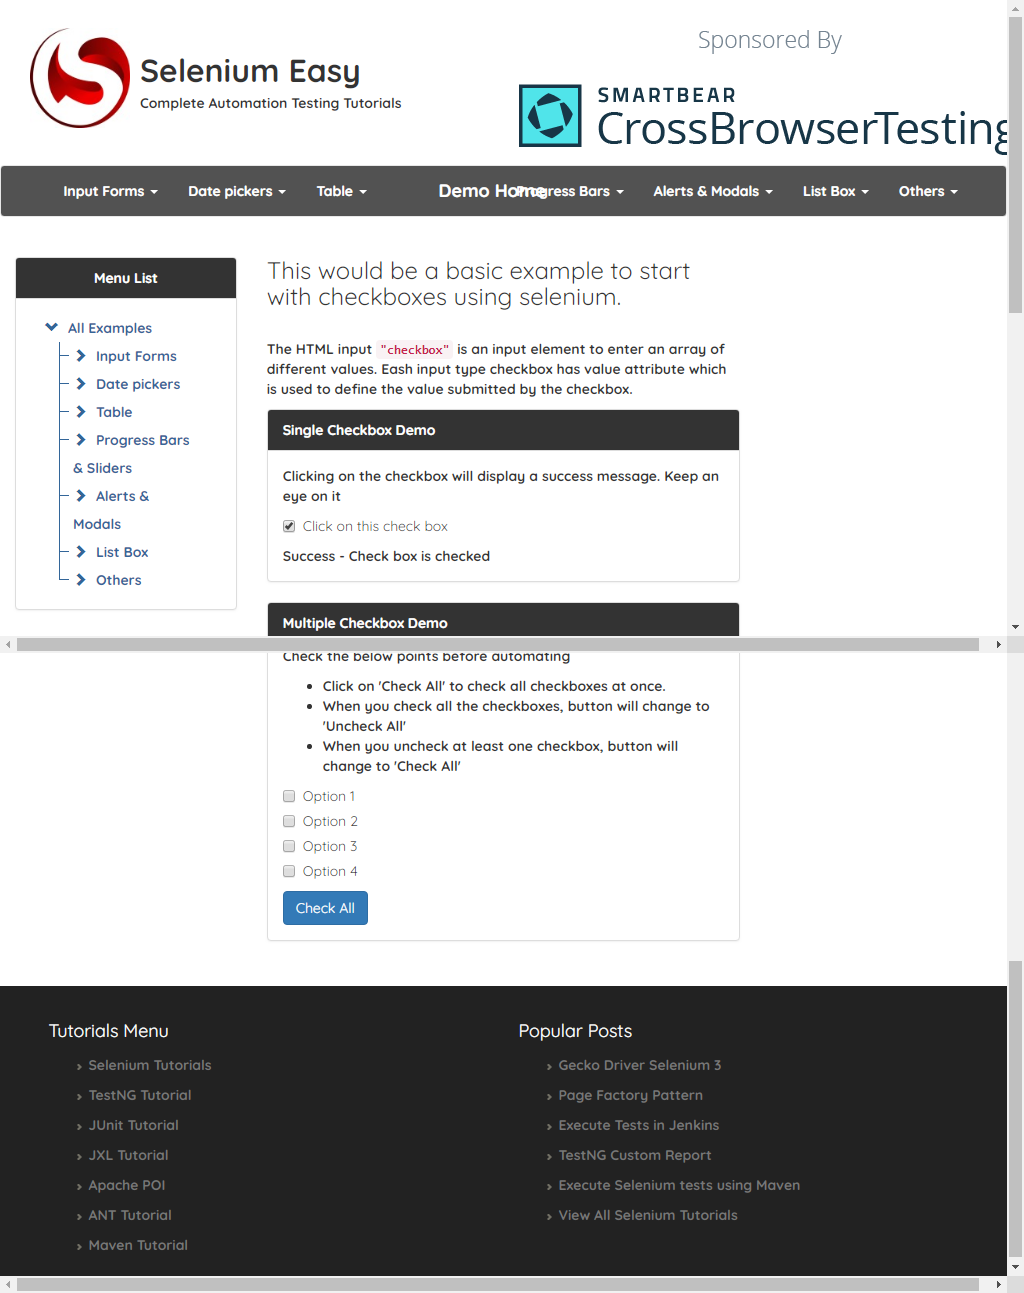 Selenium Easy
Complete Automation Testing Tutorials
Sponsored By
SMARTBEAR
CrossBrowserTesting
Input Forms
Date pickers
Table
Demo Home
Progress Bars
Alerts & Modals
List Box
Others
Menu List
All Examples
Input Forms
Date pickers
Table
Progress Bars
& Sliders
Alerts &
Modals
List Box
Others
This would be a basic example to start
with checkboxes using selenium.
The HTML input "checkbox" is an input element to enter an array of
different values. Eash input type checkbox has value attribute which
is used to define the value submitted by the checkbox.
Single Checkbox Demo
Clicking on the checkbox will display a success message. Keep an
eye on it
Click on this check box
Success - Check box is checked
Multiple Checkbox Demo
Check the below points before automating
Click on 'Check All' to check all checkboxes at once.
When you check all the checkboxes, button will change to
'Uncheck All'
When you uncheck at least one checkbox, button will
change to 'Check All'
Option 1
Option 2
Option 3
Option 4
Check All
Tutorials Menu
Selenium Tutorials
TestNG Tutorial
JUnit Tutorial
JXL Tutorial
Apache POI
ANT Tutorial
Maven Tutorial
Popular Posts
Gecko Driver Selenium 3
Page Factory Pattern
Execute Tests in Jenkins
TestNG Custom Report
Execute Selenium tests using Maven
View All Selenium Tutorials